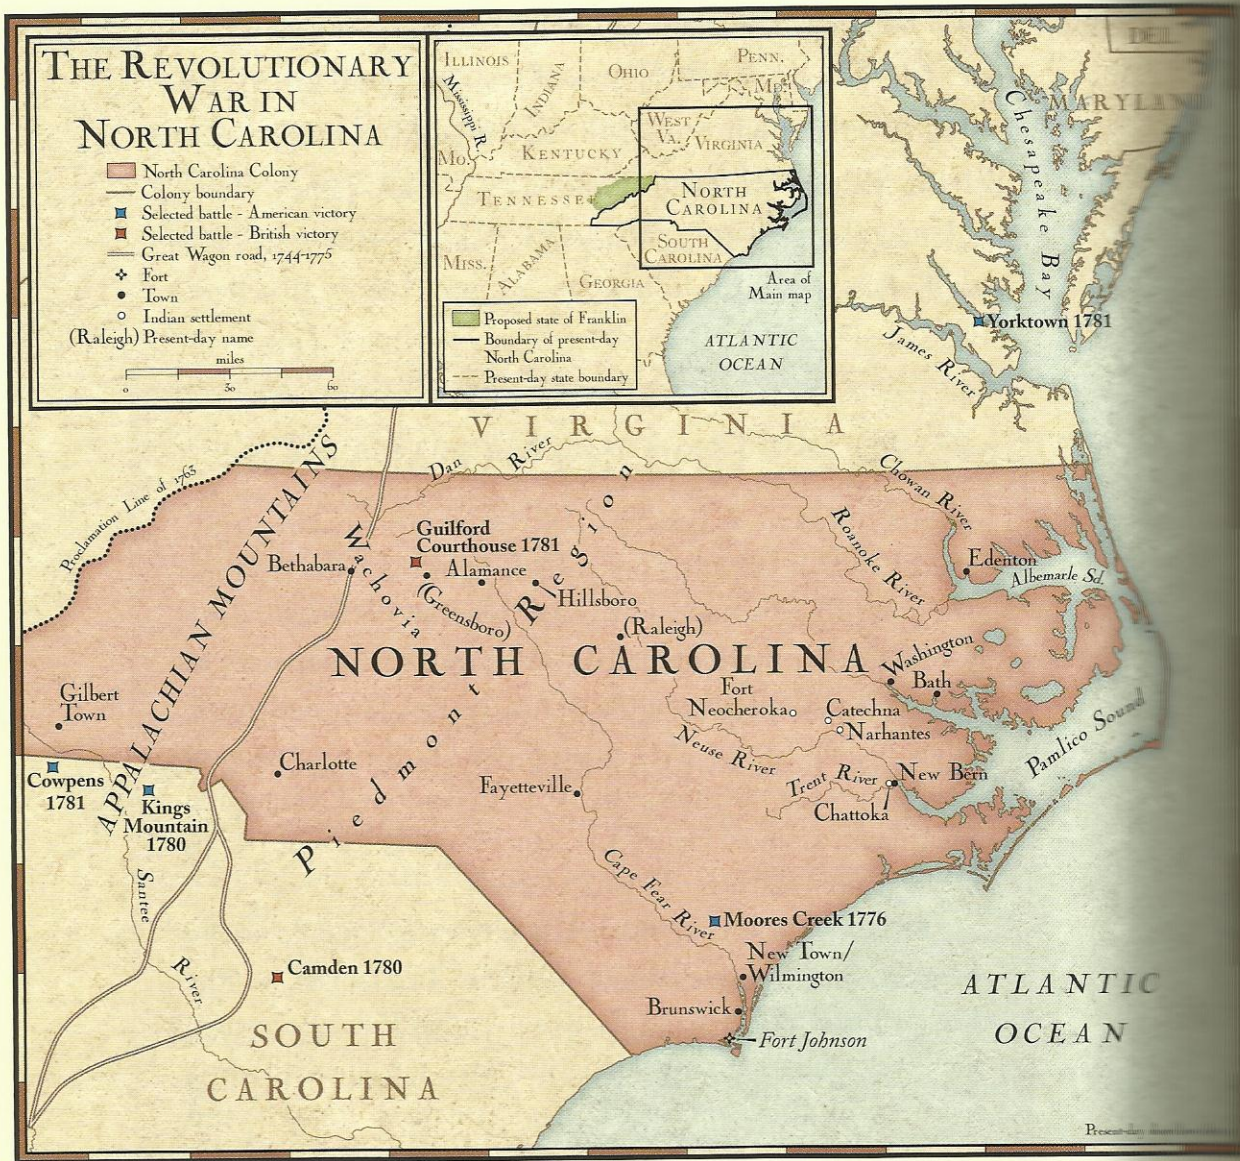 THE REVOLUTIONARY
WAR IN
NORTH CAROLINA
North Carolina Colony
Colony boundary
Selected battle - American victory
Selected battle - British victory
Great Wagon road, 1744-1775
Fort
Town
Indian settlement
(Raleigh) Present-day name
miles
0 30 60
ILLINOIS
INDIANA
OHIO
PENN.
MD.
Mississippi R.
WEST
VA.
VIRGINIA
MO.
KENTUCKY
TENNESSEE
NORTH
CAROLINA
SOUTH
CAROLINA
MISS.
ALABAMA
GEORGIA
Area of
Main map
ATLANTIC
OCEAN
Proposed state of Franklin
Boundary of present-day
North Carolina
Present-day state boundary
DEL.
MARYLAND
Chesapeake Bay
Yorktown 1781
James River
VIRGINIA
Dan River
Chowan River
Roanoke River
Proclamation Line of 1763
APPALACHIAN MOUNTAINS
Wachovia
Bethabara
Guilford
Courthouse 1781
Alamance
(Greensboro)
Hillsboro
Piedmont Region
(Raleigh)
Edenton
Albemarle Sd.
NORTH CAROLINA
Washington
Bath
Gilbert
Town
Fort
Neocheroka
Catechna
Narhantes
Neuse River
Trent River
New Bern
Chattoka
Pamlico Sound
Charlotte
Fayetteville
Cowpens
1781
Kings
Mountain
1780
Santee River
Cape Fear River
Moores Creek 1776
New Town/
Wilmington
Brunswick
Fort Johnson
Camden 1780
SOUTH
CAROLINA
ATLANTIC
OCEAN
Present-day